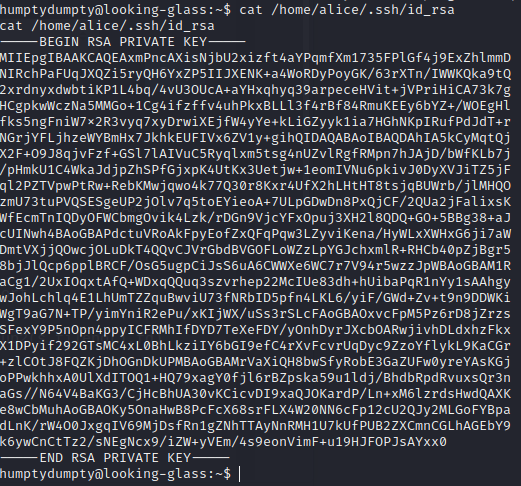 humptydumpty@looking-glass:~$ cat /home/alice/.ssh/id_rsa
cat /home/alice/.ssh/id_rsa
-----BEGIN RSA PRIVATE KEY-----
MIIEpgIBAAKCAQEAxmPncAXisNjbU2xizft4aYPqmfXm1735FPlGf4j9ExZhlmmD
NIRchPaFUqJXQZi5ryQH6YxZP5IIJXENK+a4WoRDyPoyGK/63rXTn/IWWKQka9tQ
2xrdnyxdwbtiKP1L4bq/4vU3OUcA+aYHxqhyq39arpeceHVit+jVPriHiCA73k7g
HCgpkwWczNa5MMGo+1Cg4ifzffv4uhPkxBLLl3f4rBf84RmuKEEy6bYZ+/WOEgHl
fks5ngFniW7x2R3vyq7xyDrwiXEjfW4yYe+kLiGZyyk1ia7HGhNKpIRufPdJdT+r
NGrjYFLjhzeWYBmHx7JkhkEUFIVx6ZV1y+gihQIDAQABAoIBAQDAhIA5kCyMqtQj
X2F+O9J8qjvFzf+GSl7lAIVuC5Ryqlxm5tsg4nUZvlRgfRMpn7hJAjD/bWfKLb7j
/pHmkU1C4WkaJdjpZhSPfGjxpK4UtKx3Uetjw+1eomIVNu6pkivJ0DyXVJiTZ5jF
ql2PZTVpwPtRw+RebKMwjqwo4k77Q30r8Kxr4UfX2hLHtHT8tsjqBUWrb/jlMHQO
zmU73tuPVQSESgeUP2jOlv7q5toEYieoA+7ULpGDwDn8PxQjCF/2QUa2jFalixsK
WfEcmTnIQDyOFWCbmgOvik4Lzk/rDGn9VjcYFxOpuj3XH2l8QDQ+GO+5BBg38+aJ
cUINwh4BAoGBAPdctuVRoAkFpyEofZxQFqPqw3LZyviKena/HyWLxXWHxG6ji7aW
DmtVXjjQOwcjOLuDkT4QQvCJVrGbdBVGOFLoWZzLpYGJchxmlR+RHCb40pZjBgr5
8bjJlQcp6pplBRCF/OsG5ugpCiJsS6uA6CWWXe6WC7r7V94r5wzzJpWBAoGBAM1R
aCg1/2UxIOqxtAfQ+WDxqQQuq3szvrhep22McIUe83dh+hUibaPqR1nYy1sAAhgy
wJohLchlq4E1LhUmTZZquBwviU73fNRbID5pfn4LKL6/yiF/GWd+Zv+t9n9DDWKi
WgT9aG7N+TP/yimYniR2ePu/xKIjWX/uSs3rSLcFAoGBAOxvcFpM5Pz6rD8jZrzs
SFexY9P5nOpn4ppyICFRMhIfDYD7TeXeFDY/yOnhDyrJXcbOARwjivhDLdxhzFkx
X1DPyif292GTsMC4xL0BhLkziIY6bGI9efC4rXvFcvrUqDyc9ZzoYflykL9KaCGr
+zlCOtJ8FQZKjDhOGnDkUPMBAoGBAMrVaXiQH8bwSfyRobE3GaZUFw0yreYAsKGj
oPPwkhhxA0UlXdITOQ1+HQ79xagY0fjl6rBZpska59u1ldj/BhdbRpdRvuxsQr3n
aGs//N64V4BaKG3/CjHcBhUA30vKCicvDI9xaQJOKardP/Ln+xM6lzrdsHwdQAXK
e8wCbMuhAoGBAOKy5OnaHwB8PcFcX68srFLX4W20NN6cFp12cU2QJy2MLGoFYBpa
dLnK/rW4O0JxgqIV69MjDsfRn1gZNhTTAyNnRMH1U7kUfPUB2ZXCmnCGLhAGEbY9
k6ywCnCtTz2/sNEgNcx9/iZW+yVEm/4s9eonVimF+u19HJFOPJsAYxx0
-----END RSA PRIVATE KEY-----
humptydumpty@looking-glass:~$